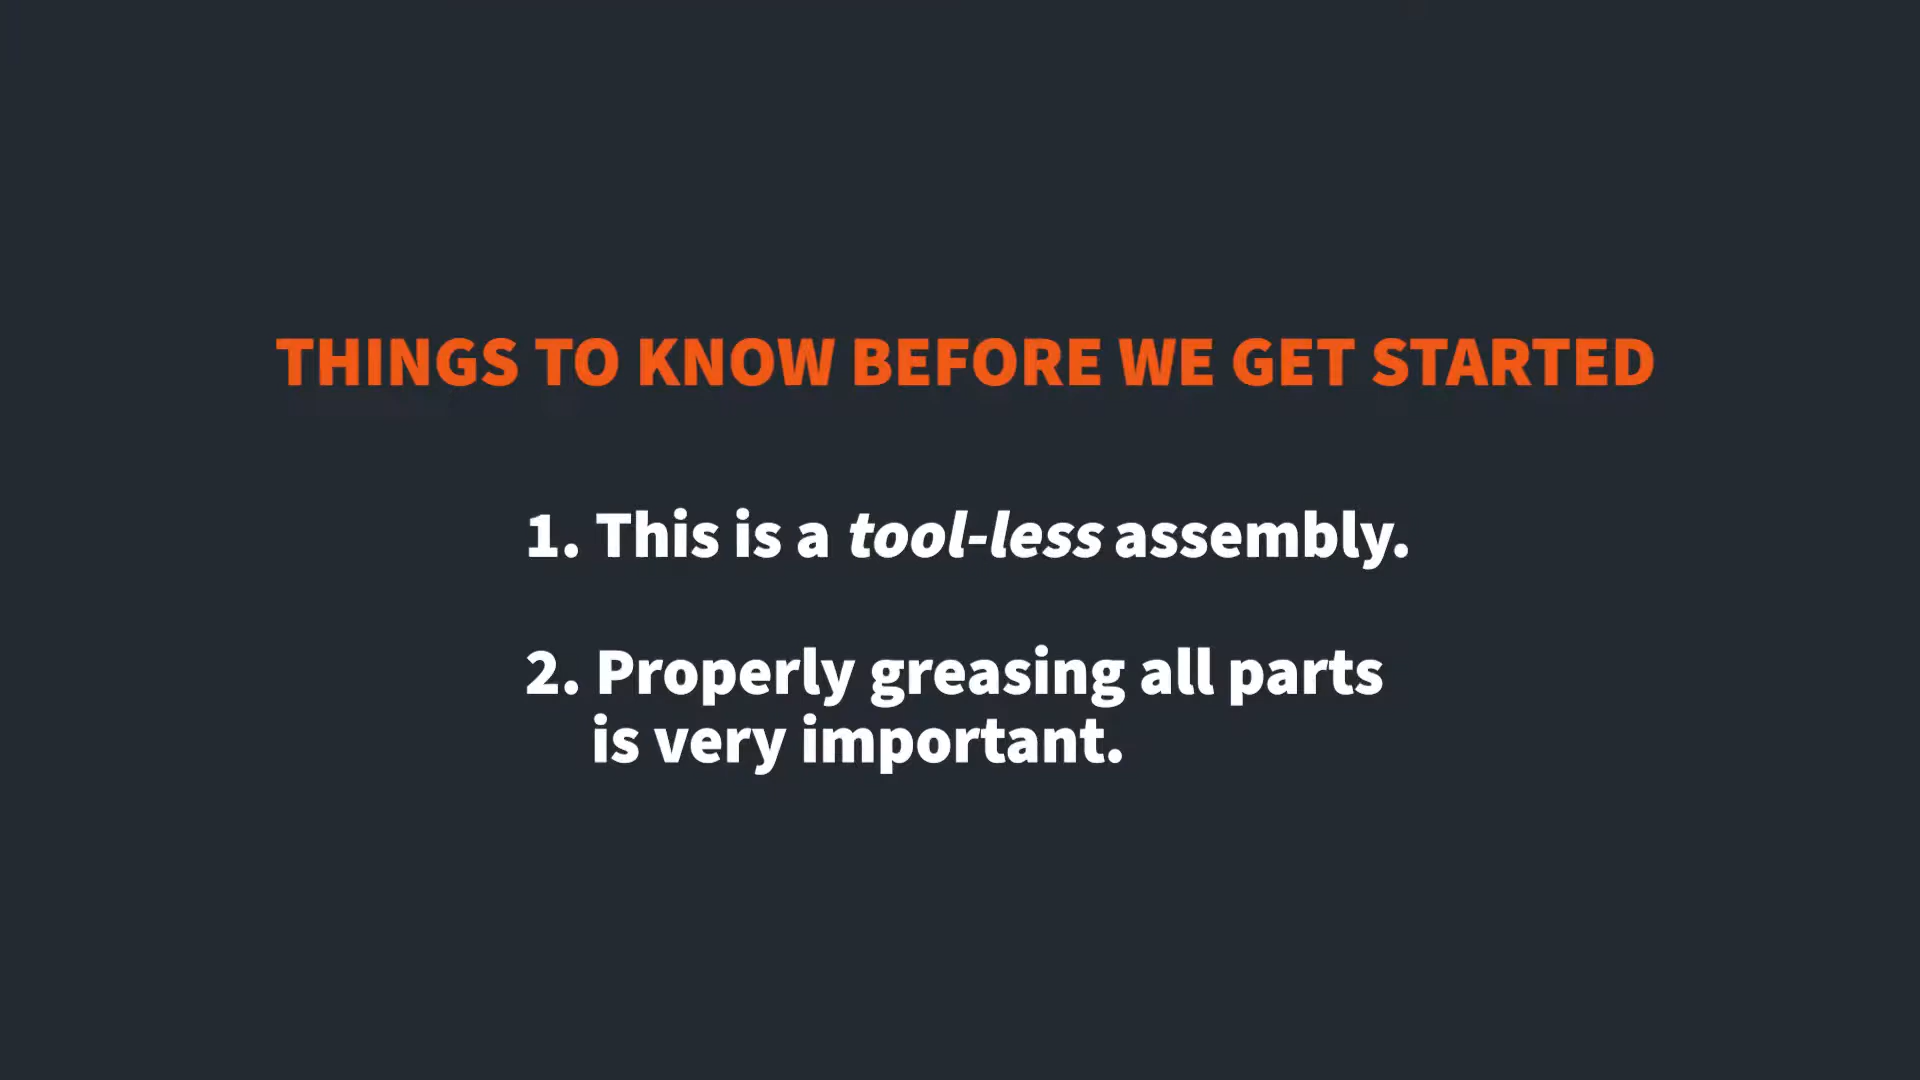 THINGS TO KNOW BEFORE WE GET STARTED
1. This is a tool-less assembly.
2. Properly greasing all parts
is very important.